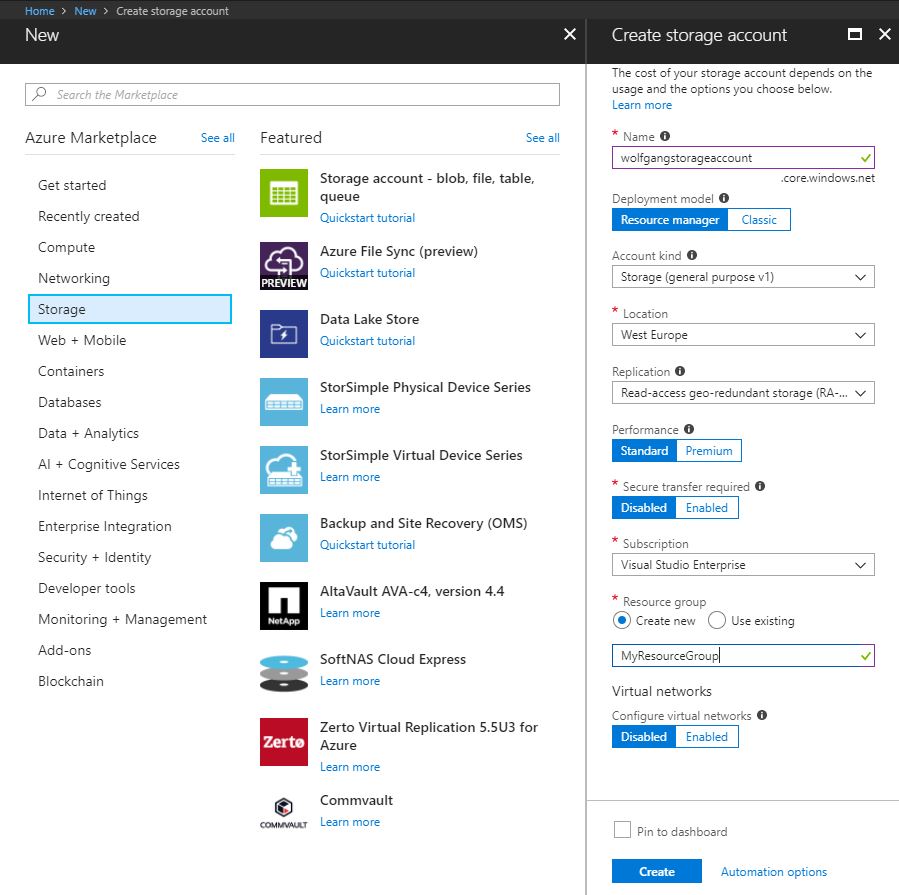 Home > New > Create storage account
New
Search the Marketplace
Azure Marketplace
See all
Get started
Recently created
Compute
Networking
Storage
Web + Mobile
Containers
Databases
Data + Analytics
AI + Cognitive Services
Internet of Things
Enterprise Integration
Security + Identity
Developer tools
Monitoring + Management
Add-ons
Blockchain
Featured
See all
Storage account - blob, file, table,
queue
Quickstart tutorial
PREVIEW
Azure File Sync (preview)
Quickstart tutorial
Data Lake Store
Quickstart tutorial
StorSimple Physical Device Series
Learn more
StorSimple Virtual Device Series
Learn more
Backup and Site Recovery (OMS)
Quickstart tutorial
NetApp
AltaVault AVA-c4, version 4.4
Learn more
SoftNAS Cloud Express
Learn more
Zerto
Zerto Virtual Replication 5.5U3 for
Azure
Learn more
COMMVAULT
Commvault
Learn more
Create storage account
The cost of your storage account depends on the
usage and the options you choose below.
Learn more
* Name
wolfgangstorageaccount
.core.windows.net
Deployment model
Resource manager Classic
Account kind
Storage (general purpose v1)
* Location
West Europe
Replication
Read-access geo-redundant storage (RA-...
Performance
Standard Premium
* Secure transfer required
Disabled Enabled
* Subscription
Visual Studio Enterprise
* Resource group
Create new Use existing
MyResourceGroup
Virtual networks
Configure virtual networks
Disabled Enabled
Pin to dashboard
Create Automation options